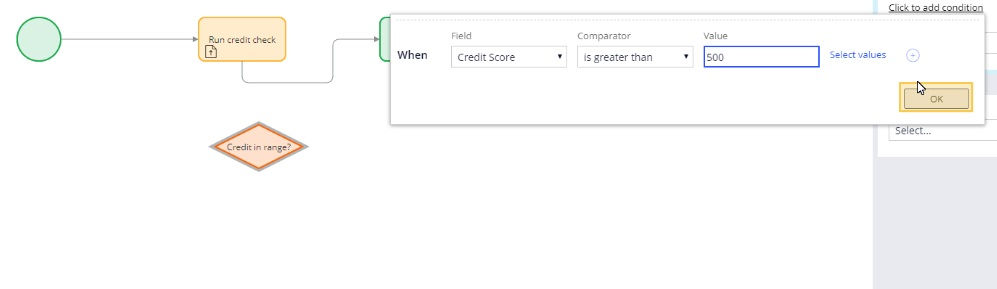 Click to add condition
Run credit check
Field
Comparator
Value
When
Credit Score
is greater than
500
Select values
OK
Select...
Credit in range?